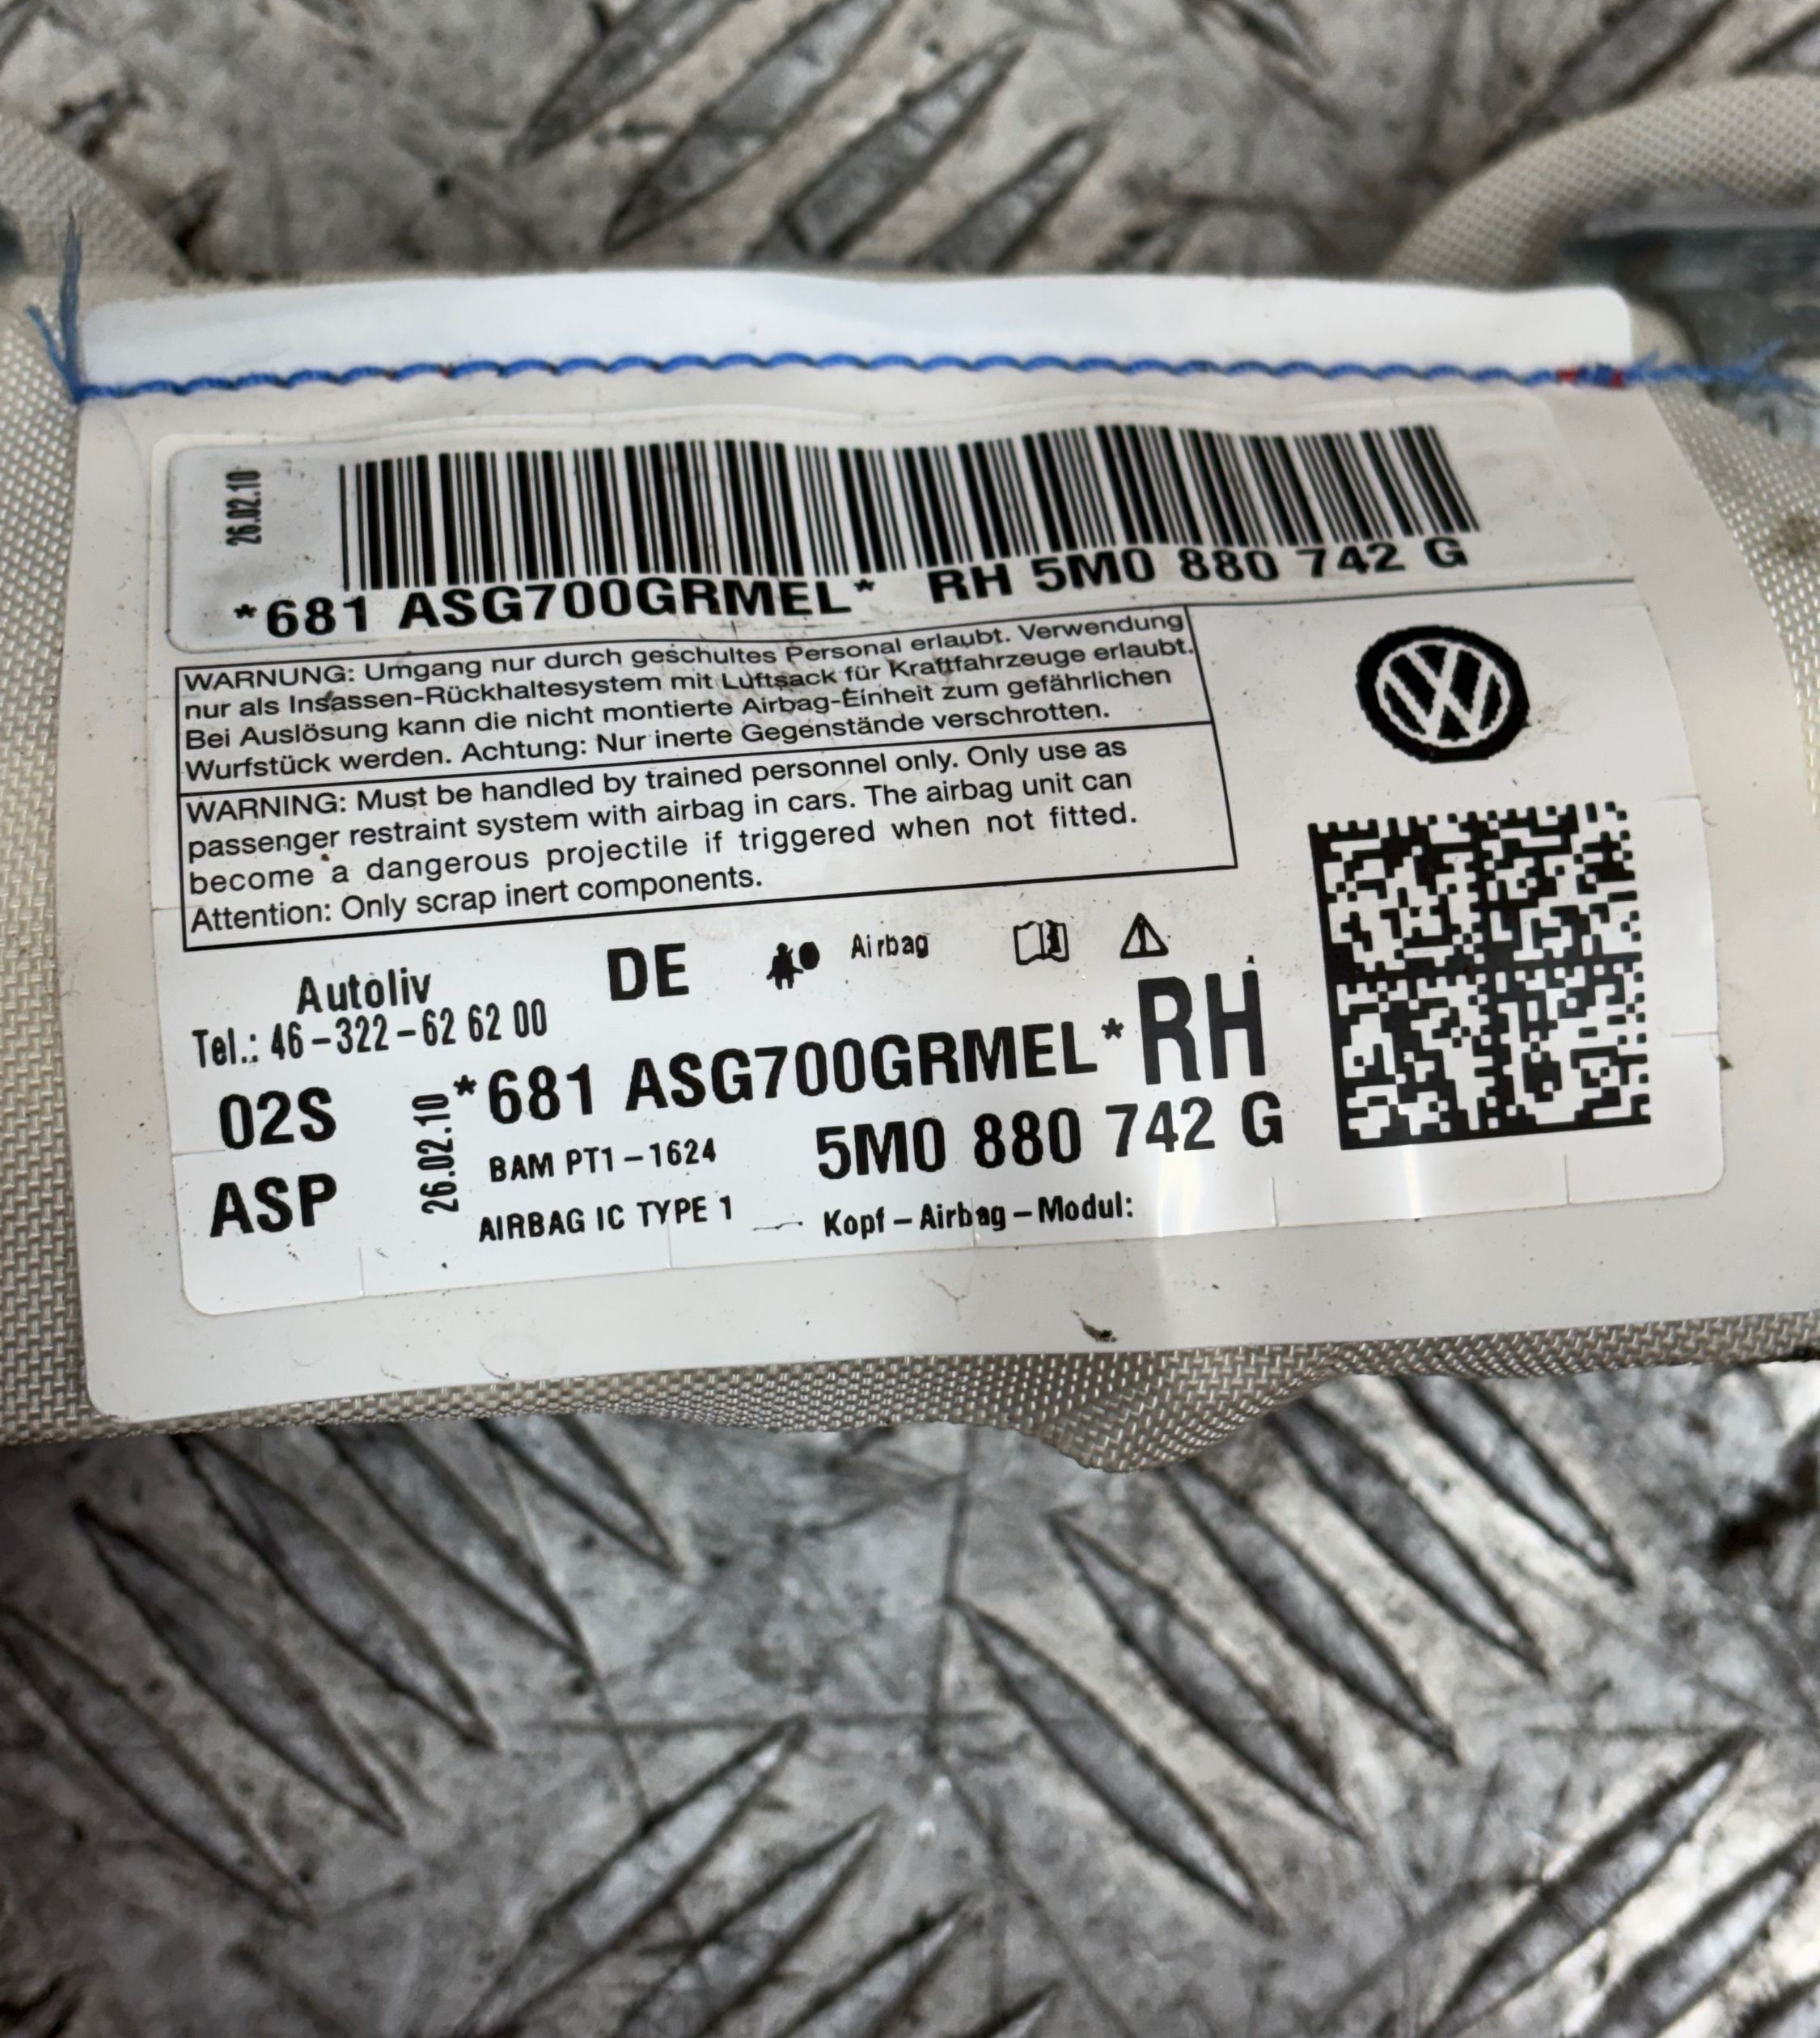 26.02.10
*681 ASG700GRMEL* RH 5M0 880 742 G
WARNUNG: Umgang nur durch geschultes Personal erlaubt. Verwendung
nur als Insassen-Rückhaltesystem mit Luftsack für Kraftfahrzeuge erlaubt.
Bei Auslösung kann die nicht montierte Airbag-Einheit zum gefährlichen
Wurfstück werden. Achtung: Nur inerte Gegenstände verschrotten.
WARNING: Must be handled by trained personnel only. Only use as
passenger restraint system with airbag in cars. The airbag unit can
become a dangerous projectile if triggered when not fitted.
Attention: Only scrap inert components.
Autoliv DE Airbag
Tel.: 46-322-62 62 00
02S 26.02.10 *681 ASG700GRMEL* RH
ASP BAM PT1-1624 5M0 880 742 G
AIRBAG IC TYPE 1 Kopf-Airbag-Modul: